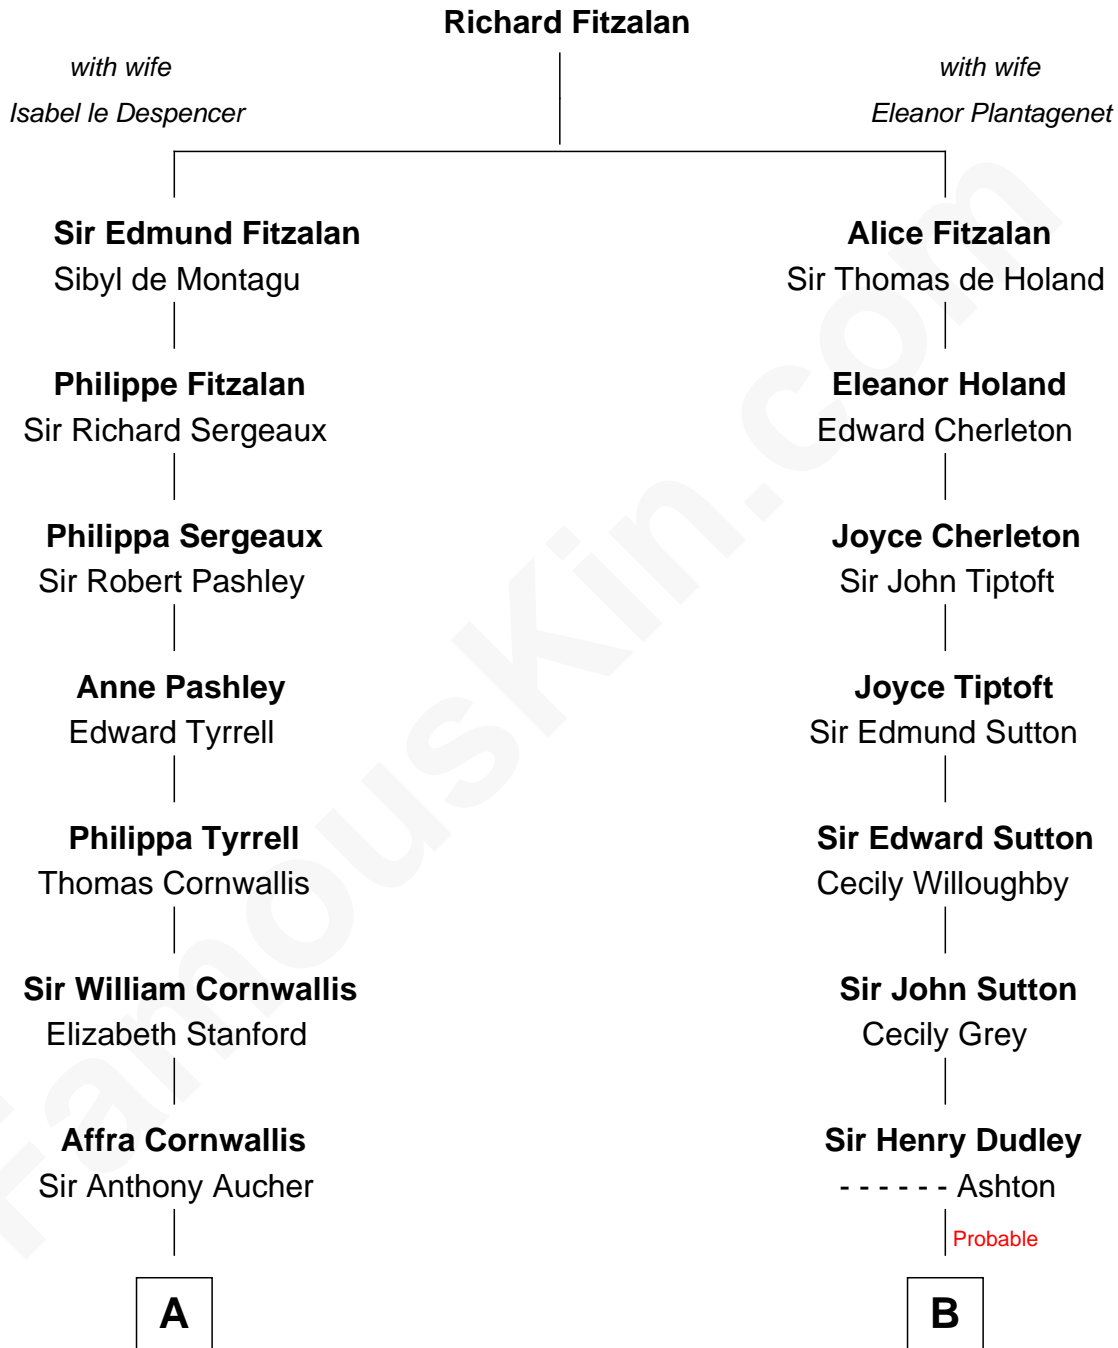 Richard Fitzalan
with wife
Isabel le Despencer
with wife
Eleanor Plantagenet
Sir Edmund Fitzalan
Sibyl de Montagu
Alice Fitzalan
Sir Thomas de Holand
Philippe Fitzalan
Sir Richard Sergeaux
Eleanor Holand
Edward Cherleton
Philippa Sergeaux
Sir Robert Pashley
Joyce Cherleton
Sir John Tiptoft
Anne Pashley
Edward Tyrrell
Joyce Tiptoft
Sir Edmund Sutton
Philippa Tyrrell
Thomas Cornwallis
Sir Edward Sutton
Cecily Willoughby
Sir William Cornwallis
Elizabeth Stanford
Sir John Sutton
Cecily Grey
Affra Cornwallis
Sir Anthony Aucher
Sir Henry Dudley
- - - - - - Ashton
Probable
A
B
FamousKin.com